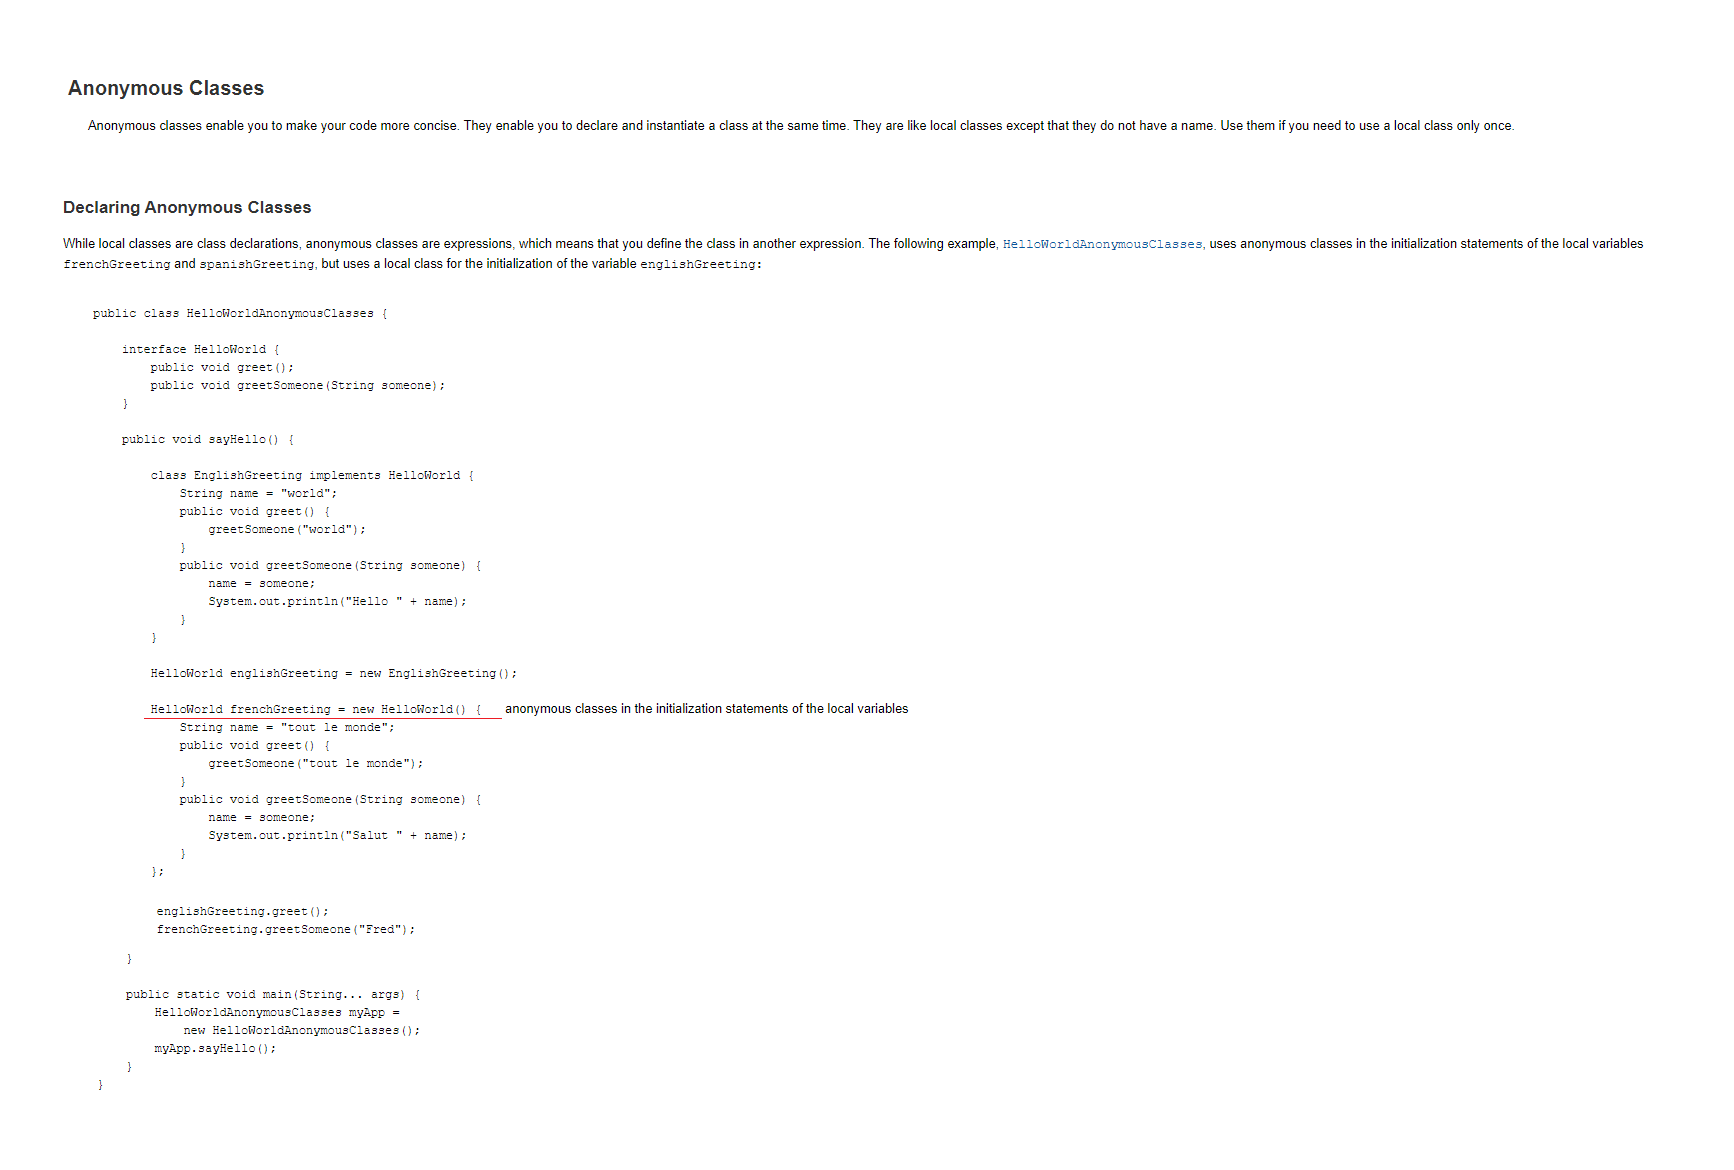 Anonymous Classes
Anonymous classes enable you to make your code more concise. They enable you to declare and instantiate a class at the same time. They are like local classes except that they do not have a name. Use them if you need to use a local class only once.
Declaring Anonymous Classes
While local classes are class declarations, anonymous classes are expressions, which means that you define the class in another expression. The following example, HelloWorldAnonymousClasses, uses anonymous classes in the initialization statements of the local variables
frenchGreeting and spanishGreeting, but uses a local class for the initialization of the variable englishGreeting:
public class HelloWorldAnonymousClasses {
interface HelloWorld {
public void greet();
public void greetSomeone(String someone);
}
public void sayHello() {
class EnglishGreeting implements HelloWorld {
String name = "world";
public void greet() {
greetSomeone("world");
}
public void greetSomeone(String someone) {
name = someone;
System.out.println("Hello " + name);
}
}
HelloWorld englishGreeting = new EnglishGreeting();
HelloWorld frenchGreeting = new HelloWorld() { anonymous classes in the initialization statements of the local variables
String name = "tout le monde";
public void greet() {
greetSomeone("tout le monde");
}
public void greetSomeone(String someone) {
name = someone;
System.out.println("Salut " + name);
}
};
englishGreeting.greet();
frenchGreeting.greetSomeone("Fred");
}
public static void main(String... args) {
HelloWorldAnonymousClasses myApp =
new HelloWorldAnonymousClasses();
myApp.sayHello();
}
}